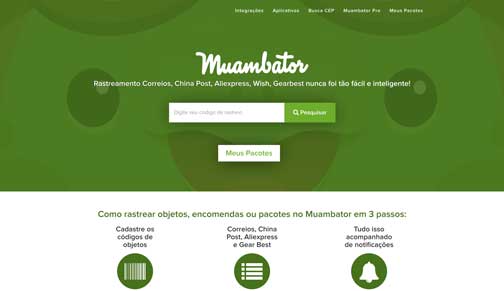 Integrações Aplicativos Busca CEP Muambator Pro Meus Pacotes
Muambator
Rastreamento Correios, China Post, Aliexpress, Wish, Gearbest nunca foi tão fácil e inteligente!
Digite seu código de rastreio Pesquisar
Meus Pacotes
Como rastrear objetos, encomendas ou pacotes no Muambator em 3 passos:
Cadastre os
códigos de
objetos
Correios, China
Post, Aliexpress
e Gear Best
Tudo isso
acompanhado
de notificações